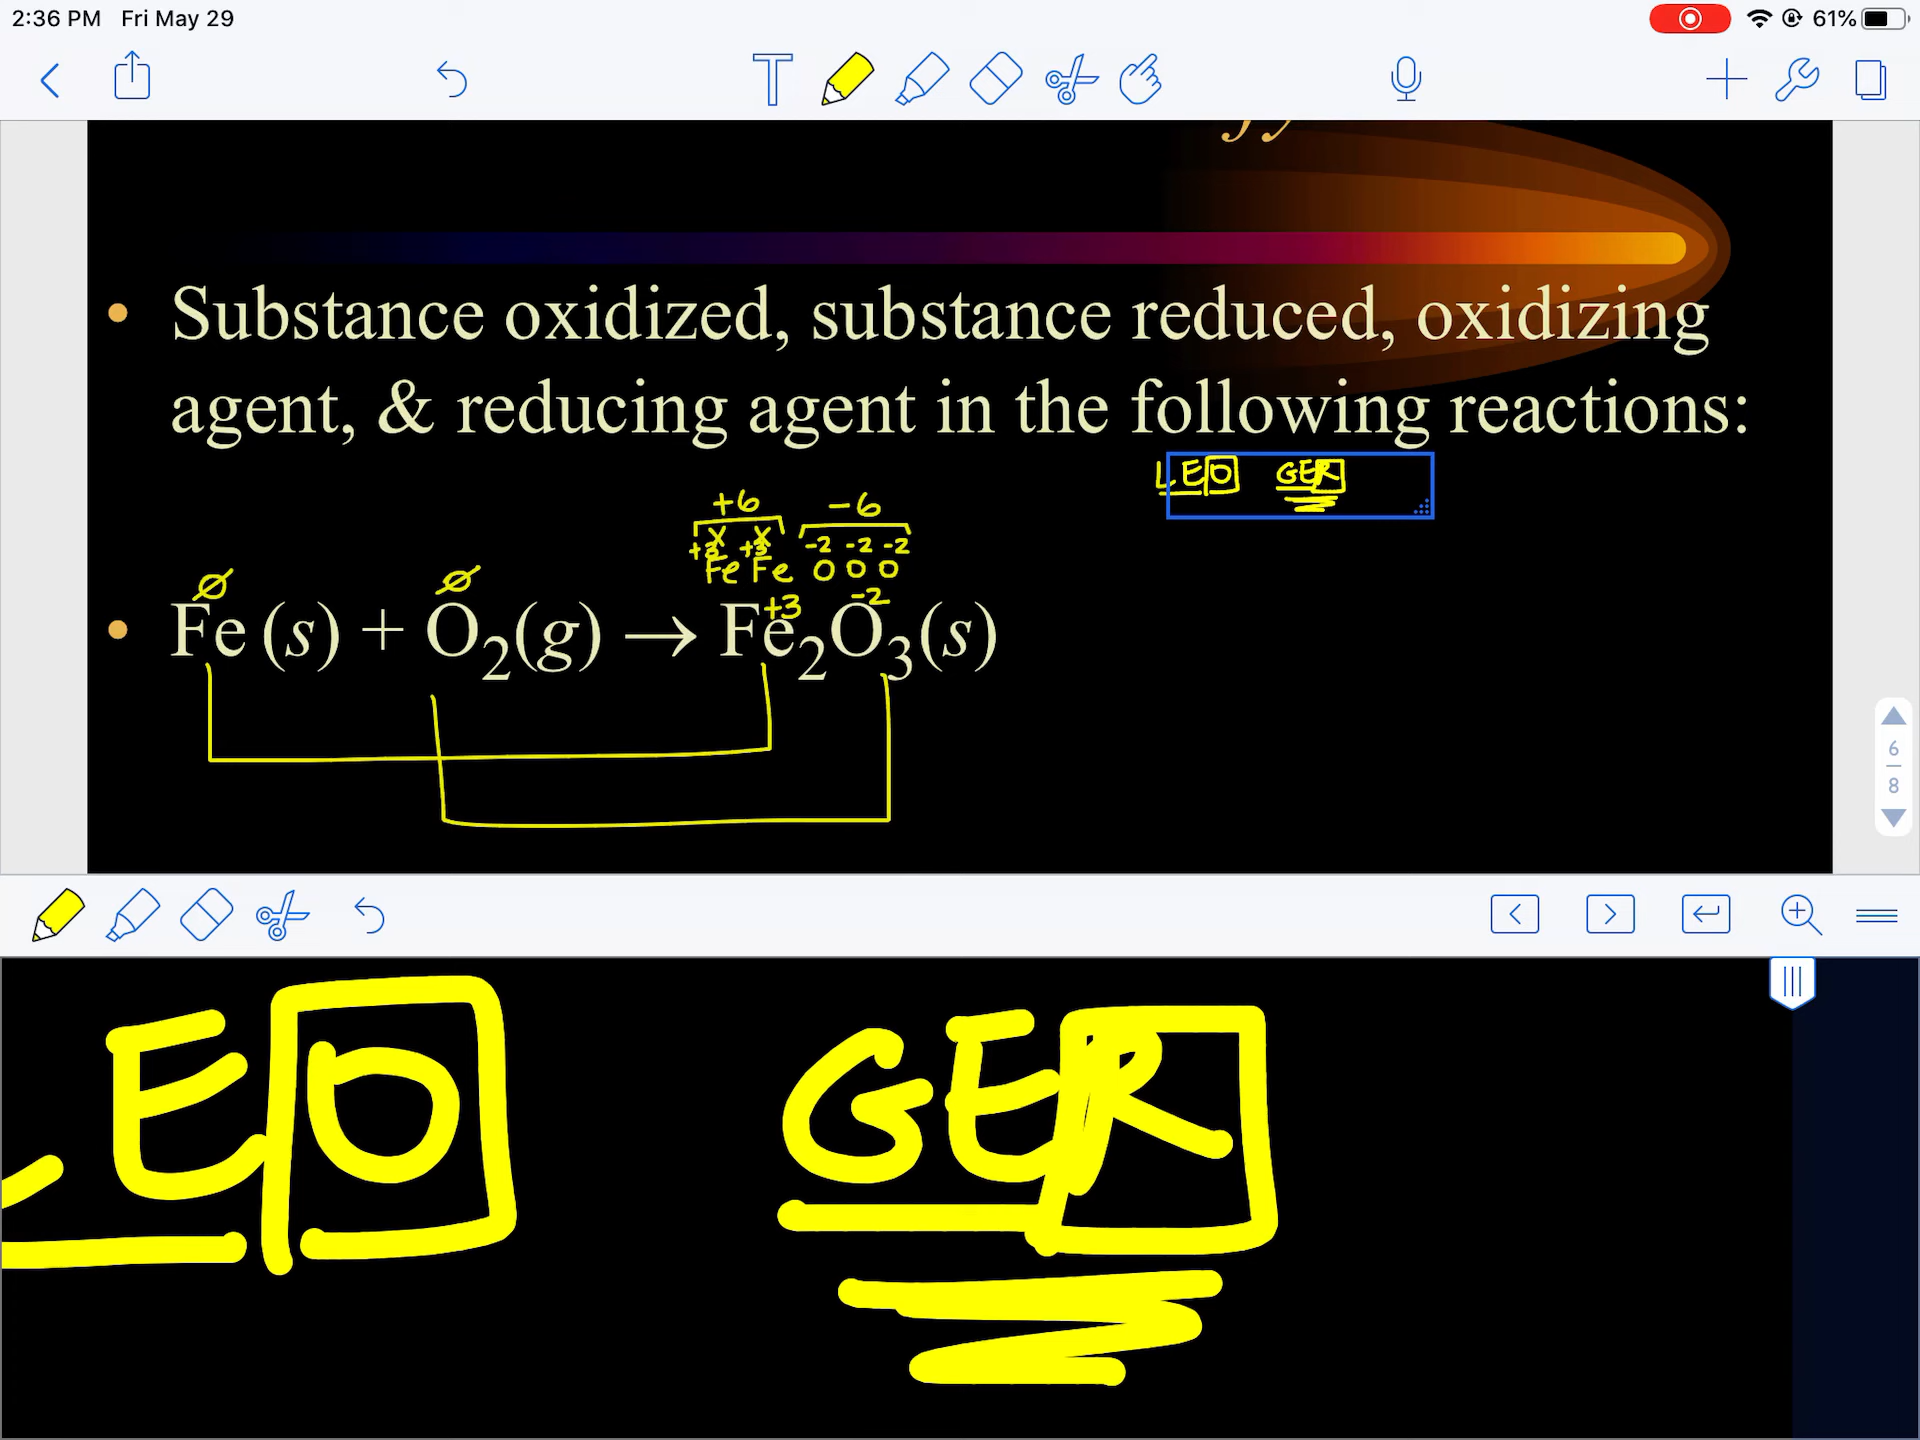 2:36 PM Fri May 29
61%
T
• Substance oxidized, substance reduced, oxidizing
agent, & reducing agent in the following reactions:
LEO GER
+6 -6
X X
+3 +3 -2 -2 -2
Fe Fe O O O
Ø Ø +3 -2
• Fe (s) + O2(g) → Fe2O3(s)
6
8
EO GER